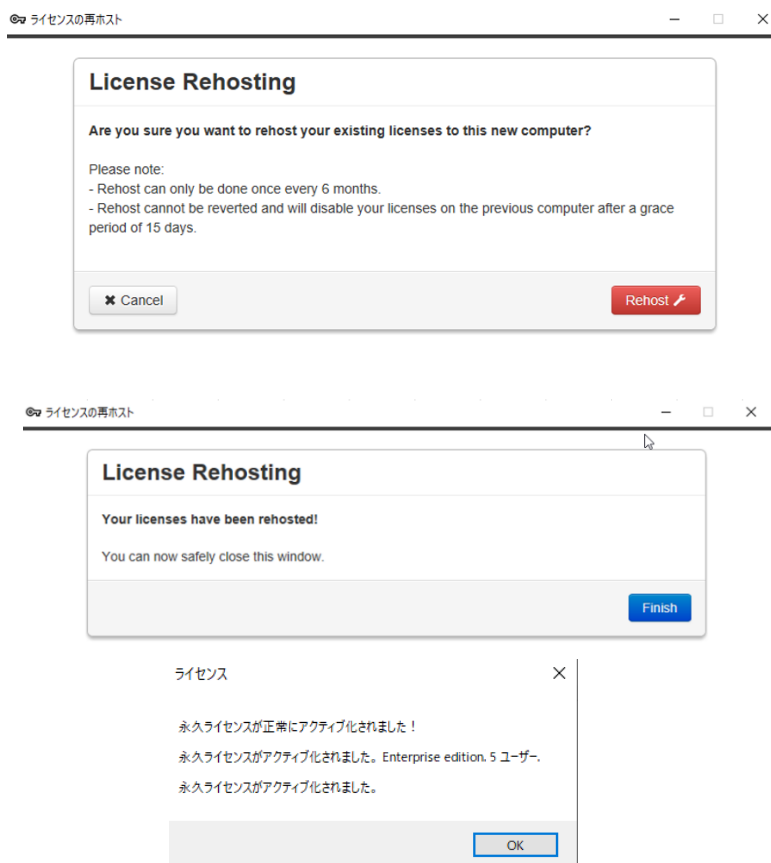 ライセンスの再ホスト
License Rehosting
Are you sure you want to rehost your existing licenses to this new computer?
Please note:
- Rehost can only be done once every 6 months.
- Rehost cannot be reverted and will disable your licenses on the previous computer after a grace
period of 15 days.
Cancel
Rehost
ライセンスの再ホスト
License Rehosting
Your licenses have been rehosted!
You can now safely close this window.
Finish
ライセンス
永久ライセンスが正常にアクティブ化されました！
永久ライセンスがアクティブ化されました。Enterprise edition. 5 ユーザー.
永久ライセンスがアクティブ化されました。
OK